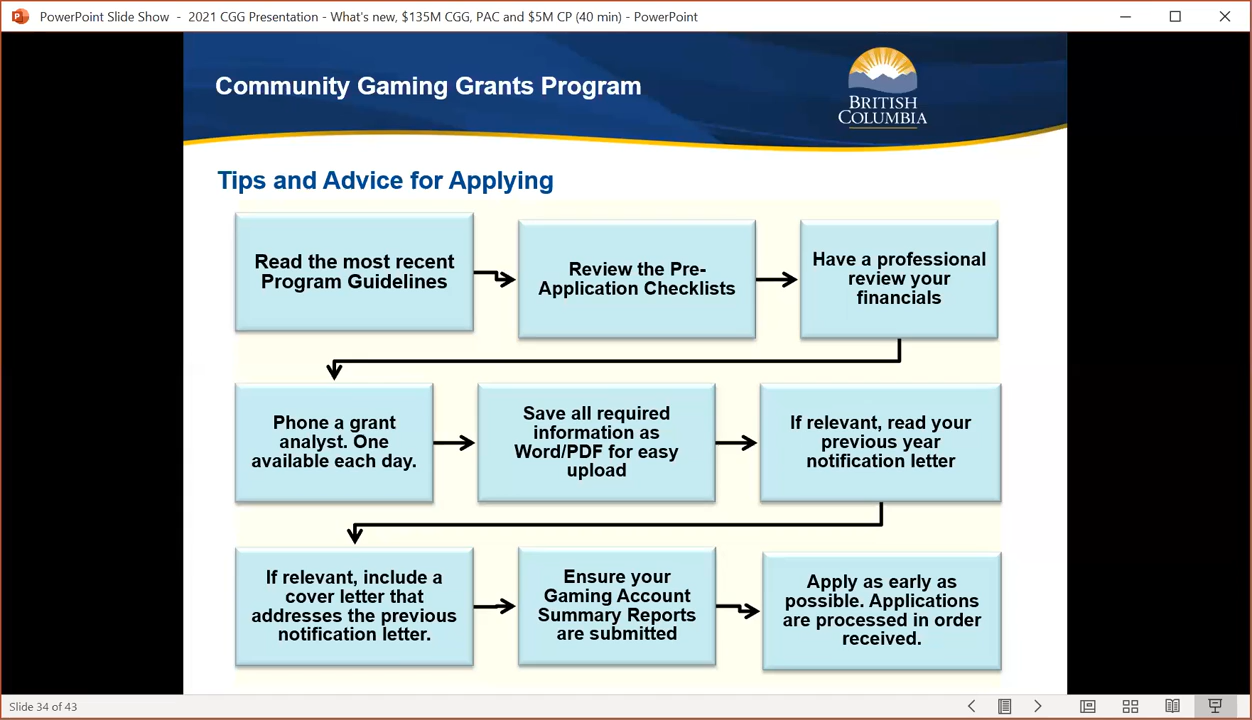 PowerPoint Slide Show - 2021 CGG Presentation - What's new, $135M CGG, PAC and $5M CP (40 min) - PowerPoint
Community Gaming Grants Program
BRITISH
COLUMBIA
Tips and Advice for Applying
Read the most recent
Program Guidelines
Review the Pre-
Application Checklists
Have a professional
review your
financials
Phone a grant
analyst. One
available each day.
Save all required
information as
Word/PDF for easy
upload
If relevant, read your
previous year
notification letter
If relevant, include a
cover letter that
addresses the previous
notification letter.
Ensure your
Gaming Account
Summary Reports
are submitted
Apply as early as
possible. Applications
are processed in order
received.
Slide 34 of 43